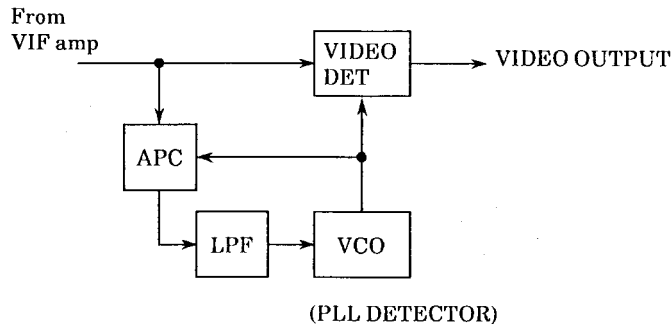 From
VIF amp
VIDEO
DET
VIDEO OUTPUT
APC
LPF
VCO
(PLL DETECTOR)